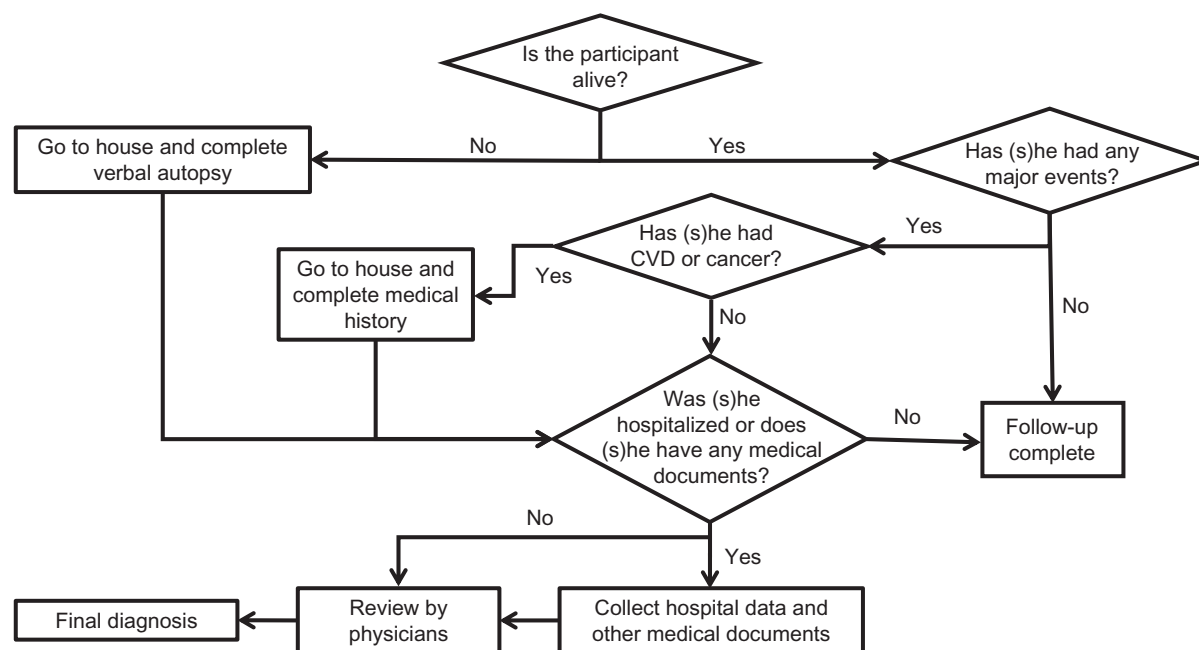 Is the participant
alive?
No
Yes
Go to house and complete
verbal autopsy
Has (s)he had any
major events?
Yes
Has (s)he had
CVD or cancer?
Yes
Go to house and
complete medical
history
No
No
Was (s)he
hospitalized or does
(s)he have any medical
documents?
No
Follow-up
complete
No
Yes
Final diagnosis
Review by
physicians
Collect hospital data and
other medical documents